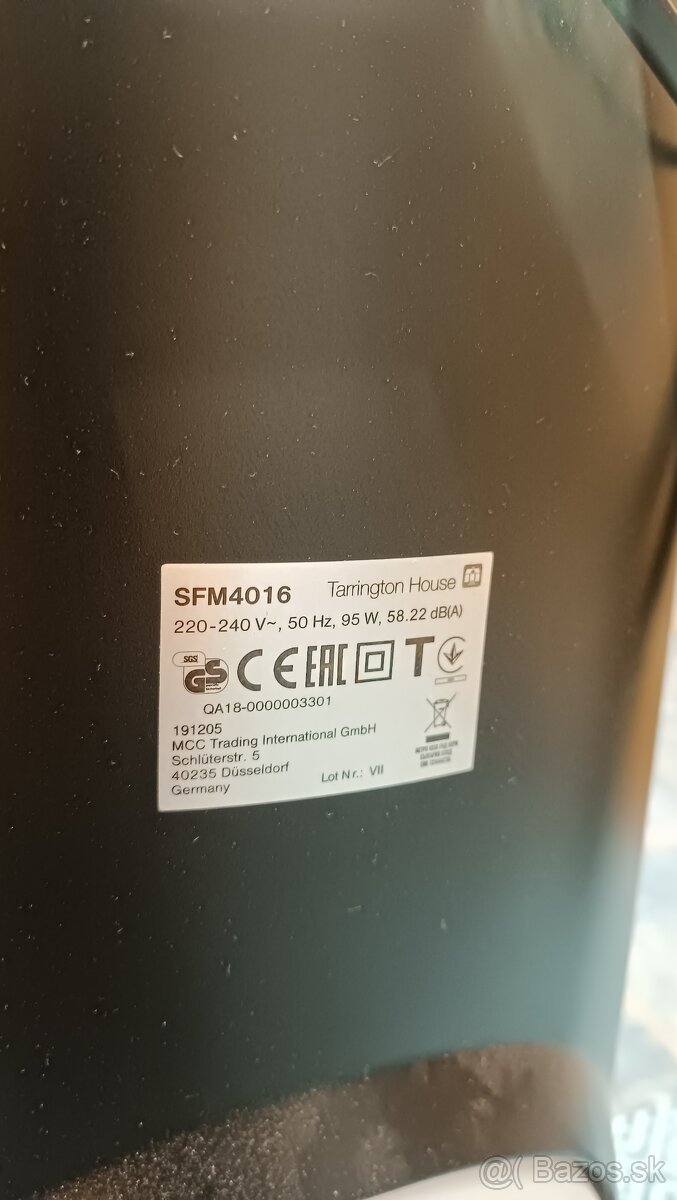 SFM4016 Tarrington House
220-240 V~, 50 Hz, 95 W, 58.22 dB(A)
SGS GS CE EAC T
QA18-0000003301
191205
MCC Trading International GmbH
Schlüterstr. 5
40235 Düsseldorf
Germany
Lot Nr.: VII
@( Bazos.sk